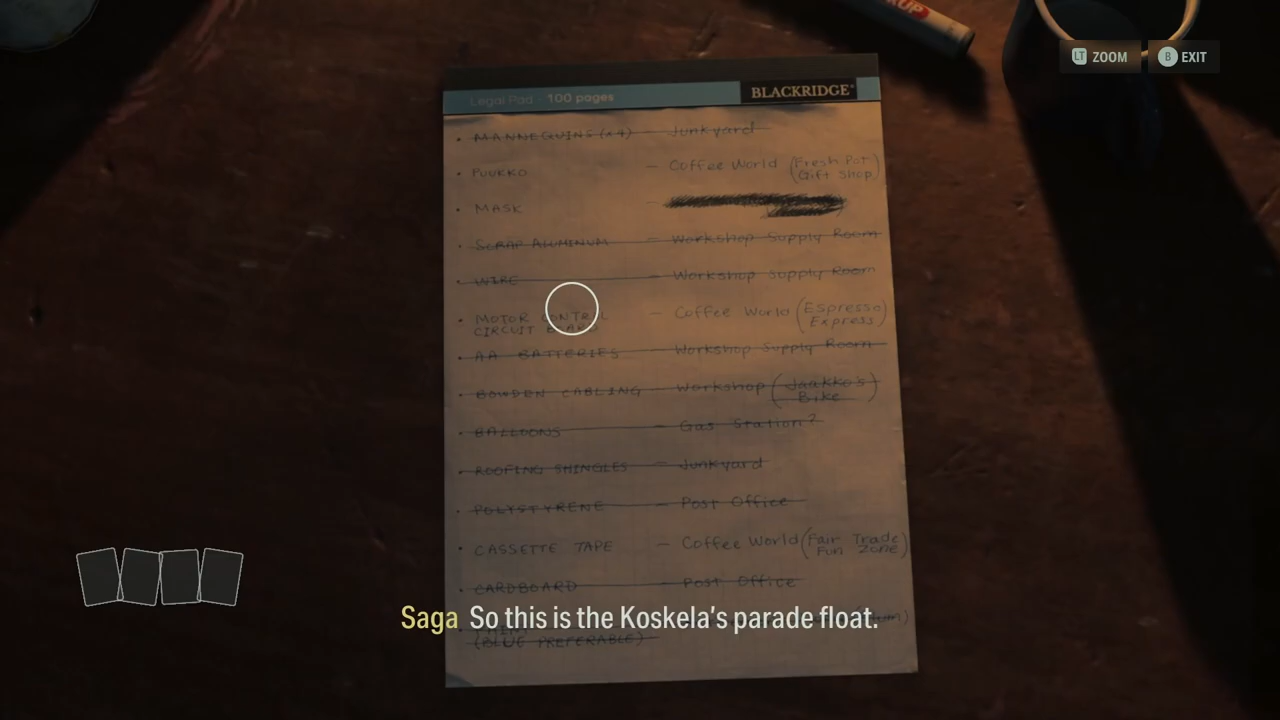 UP
LT ZOOM
B EXIT
Legal Pad - 100 pages
BLACKRIDGE
• MANNEQUINS (x4) — Junkyard
• PUUKKO — Coffee World (Fresh Pot
Gift Shop)
• MASK —
• SCRAP ALUMINUM — Workshop Supply Room
• WIRE — Workshop Supply Room
• MOTOR CONTROL — Coffee World (Espresso
CIRCUIT BOARD Express)
• AA BATTERIES — Workshop Supply Room
• BOWDEN CABLING — Workshop (Jaakko's
Bike)
• BALLOONS — Gas Station?
• ROOFING SHINGLES — Junkyard
• POLYSTYRENE — Post Office
• CASSETTE TAPE — Coffee World (Fair Trade
Fun Zone)
• CARDBOARD — Post Office
Saga So this is the Koskela's parade float.
(BLUE PREFERABLE)